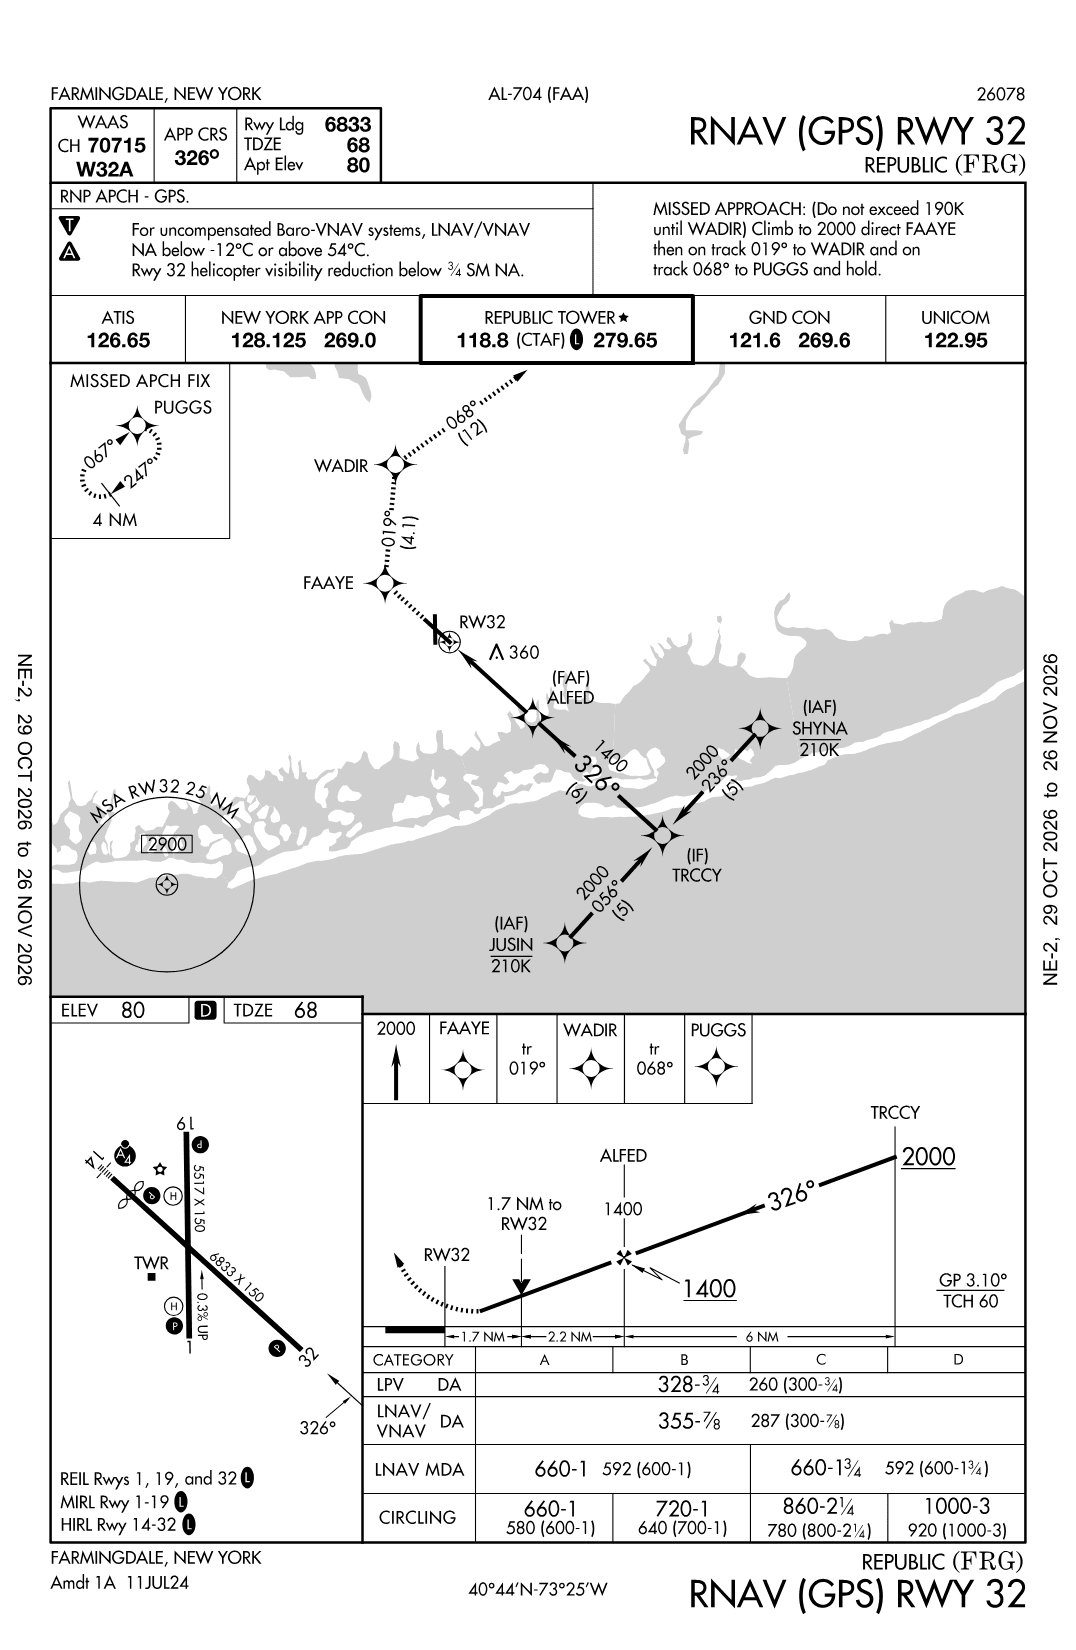 FARMINGDALE, NEW YORK
AL-704 (FAA)
26078
WAAS
CH 70715
W32A
APP CRS
326°
Rwy Ldg 6833
TDZE 68
Apt Elev 80
RNAV (GPS) RWY 32
REPUBLIC (FRG)
RNP APCH - GPS.
T
A
For uncompensated Baro-VNAV systems, LNAV/VNAV
NA below -12°C or above 54°C.
Rwy 32 helicopter visibility reduction below ¾ SM NA.
MISSED APPROACH: (Do not exceed 190K
until WADIR) Climb to 2000 direct FAAYE
then on track 019° to WADIR and on
track 068° to PUGGS and hold.
ATIS
126.65
NEW YORK APP CON
128.125 269.0
REPUBLIC TOWER★
118.8 (CTAF) L 279.65
GND CON
121.6 269.6
UNICOM
122.95
MISSED APCH FIX
PUGGS
067°
247°
4 NM
068°
(12)
WADIR
019°
(4.1)
FAAYE
RW32
360
(FAF)
ALFED
(IAF)
SHYNA
210K
1400
326°
(6)
2000
236°
(5)
(IF)
TRCCY
2000
056°
(5)
(IAF)
JUSIN
210K
MSA RW32 25 NM
2900
NE-2, 29 OCT 2026 to 26 NOV 2026
NE-2, 29 OCT 2026 to 26 NOV 2026
ELEV 80
D
TDZE 68
19
P
14
A4
5517 X 150
P
H
TWR
6833 X 150
0.3% UP
H
P
1
P
32
326°
REIL Rwys 1, 19, and 32 L
MIRL Rwy 1-19 L
HIRL Rwy 14-32 L
2000
FAAYE
tr
019°
WADIR
tr
068°
PUGGS
TRCCY
2000
ALFED
326°
1.7 NM to
RW32
1400
RW32
1400
GP 3.10°
TCH 60
1.7 NM
2.2 NM
6 NM
CATEGORY A B C D
LPV DA 328-¾ 260 (300-¾)
LNAV/
VNAV DA 355-⅞ 287 (300-⅞)
LNAV MDA 660-1 592 (600-1) 660-1¾ 592 (600-1¾)
CIRCLING
660-1 720-1 860-2¼ 1000-3
580 (600-1) 640 (700-1) 780 (800-2¼) 920 (1000-3)
FARMINGDALE, NEW YORK
Amdt 1A 11JUL24
40°44'N-73°25'W
REPUBLIC (FRG)
RNAV (GPS) RWY 32